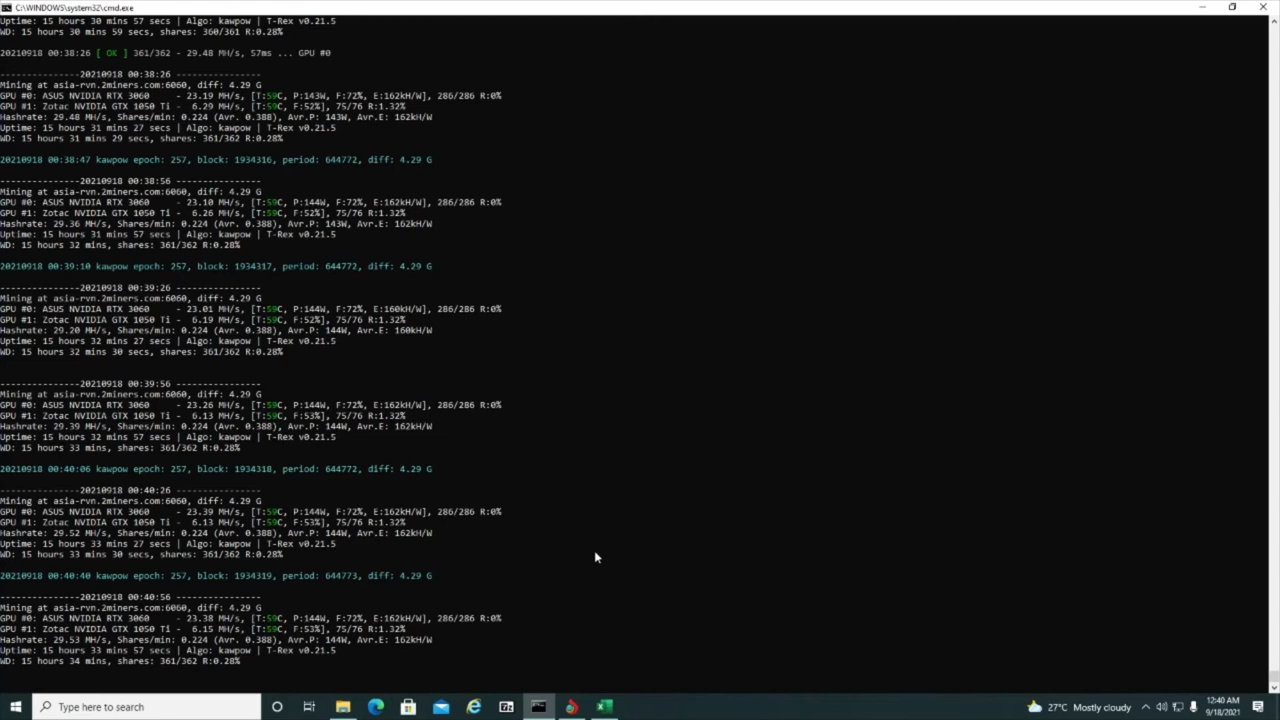 C:\WINDOWS\system32\cmd.exe
Uptime: 15 hours 30 mins 57 secs | Algo: kawpow | T-Rex v0.21.5
WD: 15 hours 30 mins 59 secs, shares: 360/361 R:0.28%
20210918 00:38:26 [ OK ] 361/362 - 29.48 MH/s, 57ms ... GPU #0
---------------20210918 00:38:26 ----------------
Mining at asia-rvn.2miners.com:6060, diff: 4.29 G
GPU #0: ASUS NVIDIA RTX 3060 - 23.19 MH/s, [T:59C, P:143W, F:72%, E:162kH/W], 286/286 R:0%
GPU #1: Zotac NVIDIA GTX 1050 Ti - 6.29 MH/s, [T:59C, F:52%], 75/76 R:1.32%
Hashrate: 29.48 MH/s, Shares/min: 0.224 (Avr. 0.388), Avr.P: 143W, Avr.E: 162kH/W
Uptime: 15 hours 31 mins 27 secs | Algo: kawpow | T-Rex v0.21.5
WD: 15 hours 31 mins 29 secs, shares: 361/362 R:0.28%
20210918 00:38:47 kawpow epoch: 257, block: 1934316, period: 644772, diff: 4.29 G
---------------20210918 00:38:56 ----------------
Mining at asia-rvn.2miners.com:6060, diff: 4.29 G
GPU #0: ASUS NVIDIA RTX 3060 - 23.10 MH/s, [T:59C, P:144W, F:72%, E:162kH/W], 286/286 R:0%
GPU #1: Zotac NVIDIA GTX 1050 Ti - 6.26 MH/s, [T:59C, F:52%], 75/76 R:1.32%
Hashrate: 29.36 MH/s, Shares/min: 0.224 (Avr. 0.388), Avr.P: 143W, Avr.E: 162kH/W
Uptime: 15 hours 31 mins 57 secs | Algo: kawpow | T-Rex v0.21.5
WD: 15 hours 32 mins, shares: 361/362 R:0.28%
20210918 00:39:10 kawpow epoch: 257, block: 1934317, period: 644772, diff: 4.29 G
---------------20210918 00:39:26 ----------------
Mining at asia-rvn.2miners.com:6060, diff: 4.29 G
GPU #0: ASUS NVIDIA RTX 3060 - 23.01 MH/s, [T:59C, P:144W, F:72%, E:160kH/W], 286/286 R:0%
GPU #1: Zotac NVIDIA GTX 1050 Ti - 6.19 MH/s, [T:59C, F:52%], 75/76 R:1.32%
Hashrate: 29.20 MH/s, Shares/min: 0.224 (Avr. 0.388), Avr.P: 144W, Avr.E: 160kH/W
Uptime: 15 hours 32 mins 27 secs | Algo: kawpow | T-Rex v0.21.5
WD: 15 hours 32 mins 30 secs, shares: 361/362 R:0.28%
---------------20210918 00:39:56 ----------------
Mining at asia-rvn.2miners.com:6060, diff: 4.29 G
GPU #0: ASUS NVIDIA RTX 3060 - 23.26 MH/s, [T:59C, P:144W, F:72%, E:162kH/W], 286/286 R:0%
GPU #1: Zotac NVIDIA GTX 1050 Ti - 6.13 MH/s, [T:59C, F:53%], 75/76 R:1.32%
Hashrate: 29.39 MH/s, Shares/min: 0.224 (Avr. 0.388), Avr.P: 144W, Avr.E: 162kH/W
Uptime: 15 hours 32 mins 57 secs | Algo: kawpow | T-Rex v0.21.5
WD: 15 hours 33 mins, shares: 361/362 R:0.28%
20210918 00:40:06 kawpow epoch: 257, block: 1934318, period: 644772, diff: 4.29 G
---------------20210918 00:40:26 ----------------
Mining at asia-rvn.2miners.com:6060, diff: 4.29 G
GPU #0: ASUS NVIDIA RTX 3060 - 23.39 MH/s, [T:59C, P:144W, F:72%, E:162kH/W], 286/286 R:0%
GPU #1: Zotac NVIDIA GTX 1050 Ti - 6.13 MH/s, [T:59C, F:53%], 75/76 R:1.32%
Hashrate: 29.52 MH/s, Shares/min: 0.224 (Avr. 0.388), Avr.P: 144W, Avr.E: 162kH/W
Uptime: 15 hours 33 mins 27 secs | Algo: kawpow | T-Rex v0.21.5
WD: 15 hours 33 mins 30 secs, shares: 361/362 R:0.28%
20210918 00:40:40 kawpow epoch: 257, block: 1934319, period: 644773, diff: 4.29 G
---------------20210918 00:40:56 ----------------
Mining at asia-rvn.2miners.com:6060, diff: 4.29 G
GPU #0: ASUS NVIDIA RTX 3060 - 23.38 MH/s, [T:59C, P:144W, F:72%, E:162kH/W], 286/286 R:0%
GPU #1: Zotac NVIDIA GTX 1050 Ti - 6.15 MH/s, [T:59C, F:53%], 75/76 R:1.32%
Hashrate: 29.53 MH/s, Shares/min: 0.224 (Avr. 0.388), Avr.P: 144W, Avr.E: 162kH/W
Uptime: 15 hours 33 mins 57 secs | Algo: kawpow | T-Rex v0.21.5
WD: 15 hours 34 mins, shares: 361/362 R:0.28%
Type here to search
27°C Mostly cloudy
12:40 AM
9/18/2021